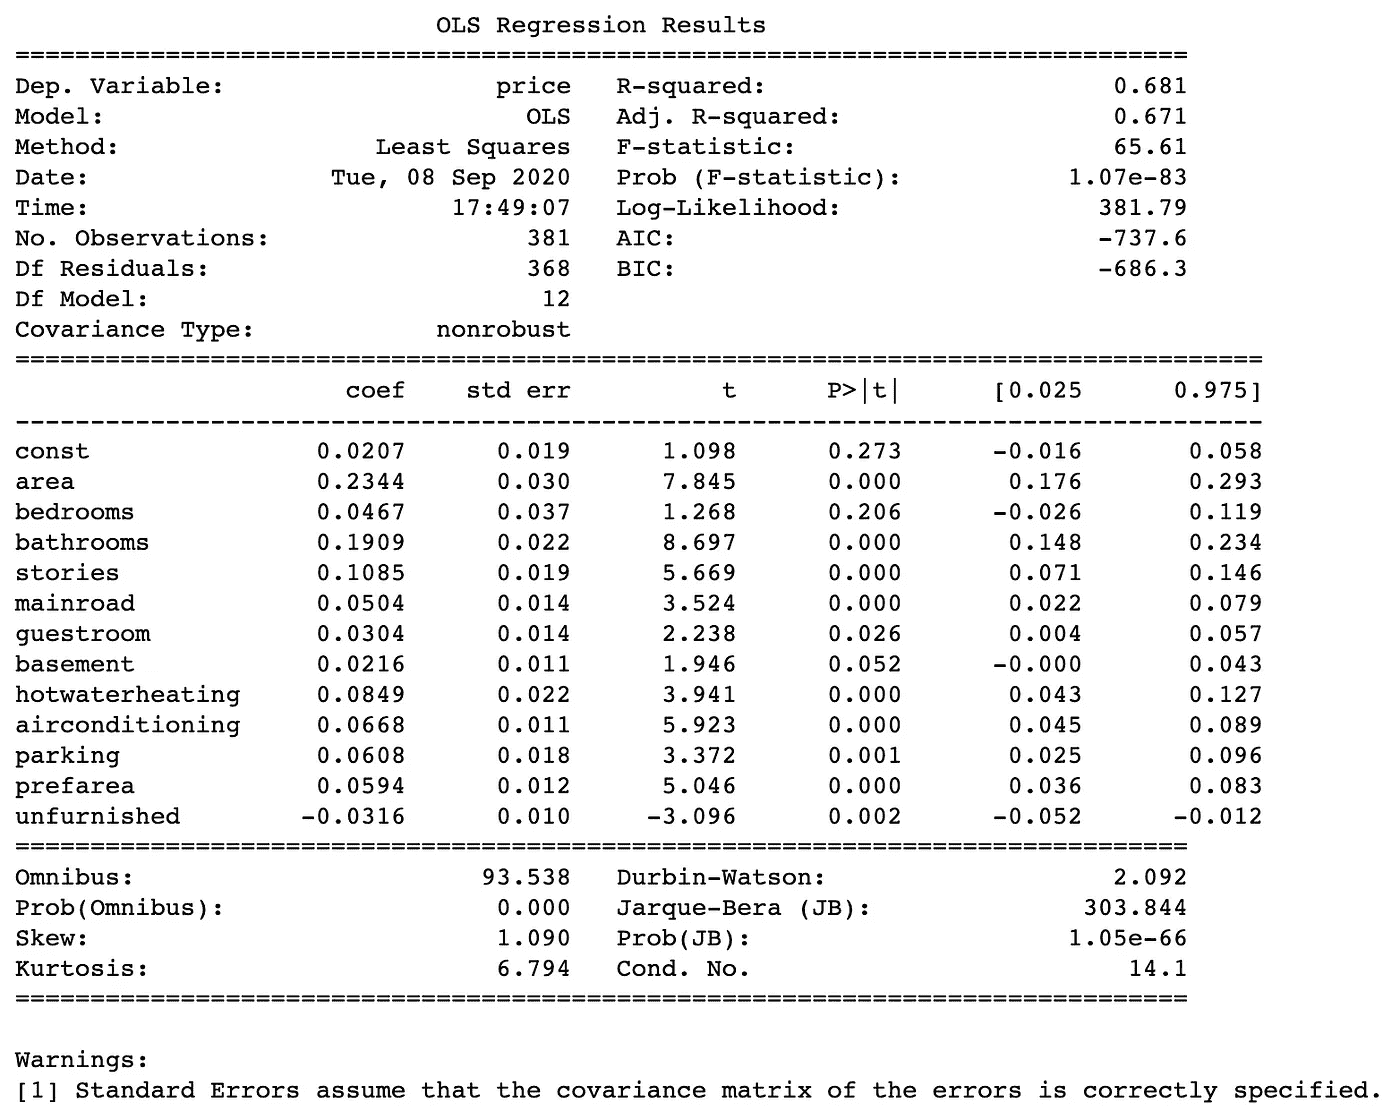 OLS Regression Results
==============================================================================
Dep. Variable:                  price   R-squared:                       0.681
Model:                            OLS   Adj. R-squared:                  0.671
Method:                 Least Squares   F-statistic:                     65.61
Date:                Tue, 08 Sep 2020   Prob (F-statistic):           1.07e-83
Time:                        17:49:07   Log-Likelihood:                 381.79
No. Observations:                 381   AIC:                            -737.6
Df Residuals:                     368   BIC:                            -686.3
Df Model:                          12
Covariance Type:            nonrobust
===================================================================================
                      coef    std err          t      P>|t|      [0.025      0.975]
-----------------------------------------------------------------------------------
const               0.0207      0.019      1.098      0.273      -0.016       0.058
area                0.2344      0.030      7.845      0.000       0.176       0.293
bedrooms            0.0467      0.037      1.268      0.206      -0.026       0.119
bathrooms           0.1909      0.022      8.697      0.000       0.148       0.234
stories             0.1085      0.019      5.669      0.000       0.071       0.146
mainroad            0.0504      0.014      3.524      0.000       0.022       0.079
guestroom           0.0304      0.014      2.238      0.026       0.004       0.057
basement            0.0216      0.011      1.946      0.052      -0.000       0.043
hotwaterheating     0.0849      0.022      3.941      0.000       0.043       0.127
airconditioning     0.0668      0.011      5.923      0.000       0.045       0.089
parking             0.0608      0.018      3.372      0.001       0.025       0.096
prefarea            0.0594      0.012      5.046      0.000       0.036       0.083
unfurnished        -0.0316      0.010     -3.096      0.002      -0.052      -0.012
==============================================================================
Omnibus:                       93.538   Durbin-Watson:                   2.092
Prob(Omnibus):                  0.000   Jarque-Bera (JB):              303.844
Skew:                           1.090   Prob(JB):                     1.05e-66
Kurtosis:                       6.794   Cond. No.                         14.1
==============================================================================
Warnings:
[1] Standard Errors assume that the covariance matrix of the errors is correctly specified.